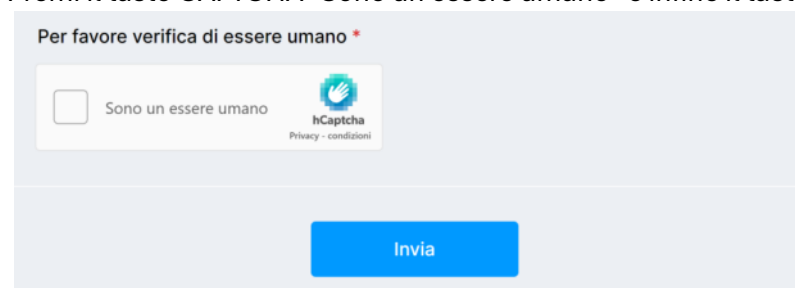 Per favore verifica di essere umano *
Sono un essere umano
hCaptcha
Privacy - condizioni
Invia